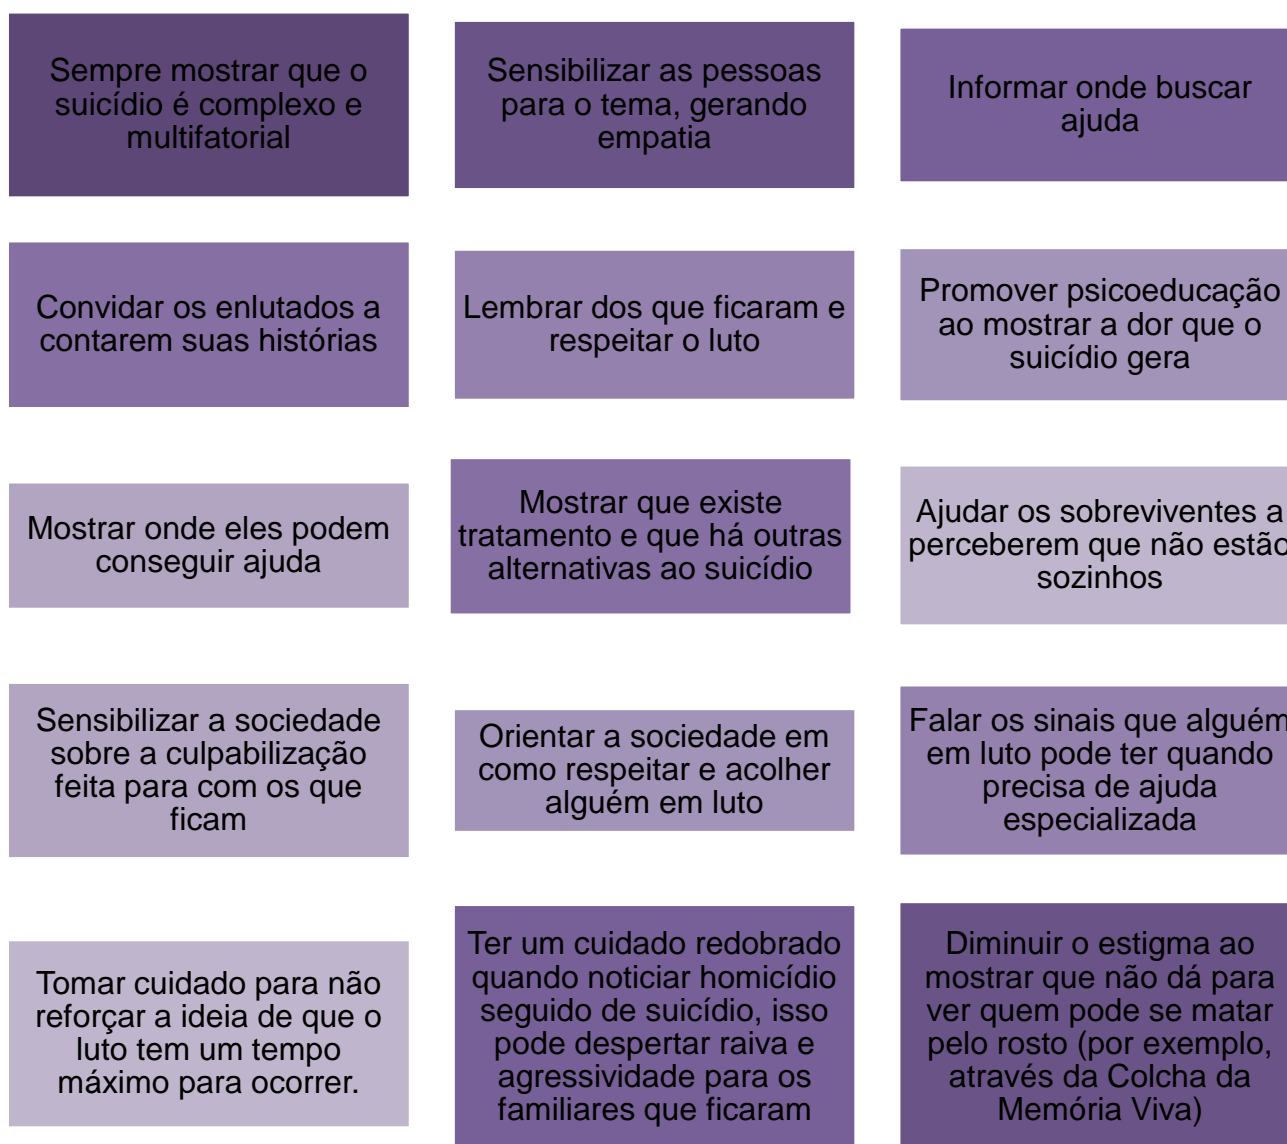 Sempre mostrar que o
suicídio é complexo e
multifatorial
Sensibilizar as pessoas
para o tema, gerando
empatia
Informar onde buscar
ajuda
Convidar os enlutados a
contarem suas histórias
Lembrar dos que ficaram e
respeitar o luto
Promover psicoeducação
ao mostrar a dor que o
suicídio gera
Mostrar onde eles podem
conseguir ajuda
Mostrar que existe
tratamento e que há outras
alternativas ao suicídio
Ajudar os sobreviventes a
perceberem que não estão
sozinhos
Sensibilizar a sociedade
sobre a culpabilização
feita para com os que
ficam
Orientar a sociedade em
como respeitar e acolher
alguém em luto
Falar os sinais que alguém
em luto pode ter quando
precisa de ajuda
especializada
Tomar cuidado para não
reforçar a ideia de que o
luto tem um tempo
máximo para ocorrer.
Ter um cuidado redobrado
quando noticiar homicídio
seguido de suicídio, isso
pode despertar raiva e
agressividade para os
familiares que ficaram
Diminuir o estigma ao
mostrar que não dá para
ver quem pode se matar
pelo rosto (por exemplo,
através da Colcha da
Memória Viva)